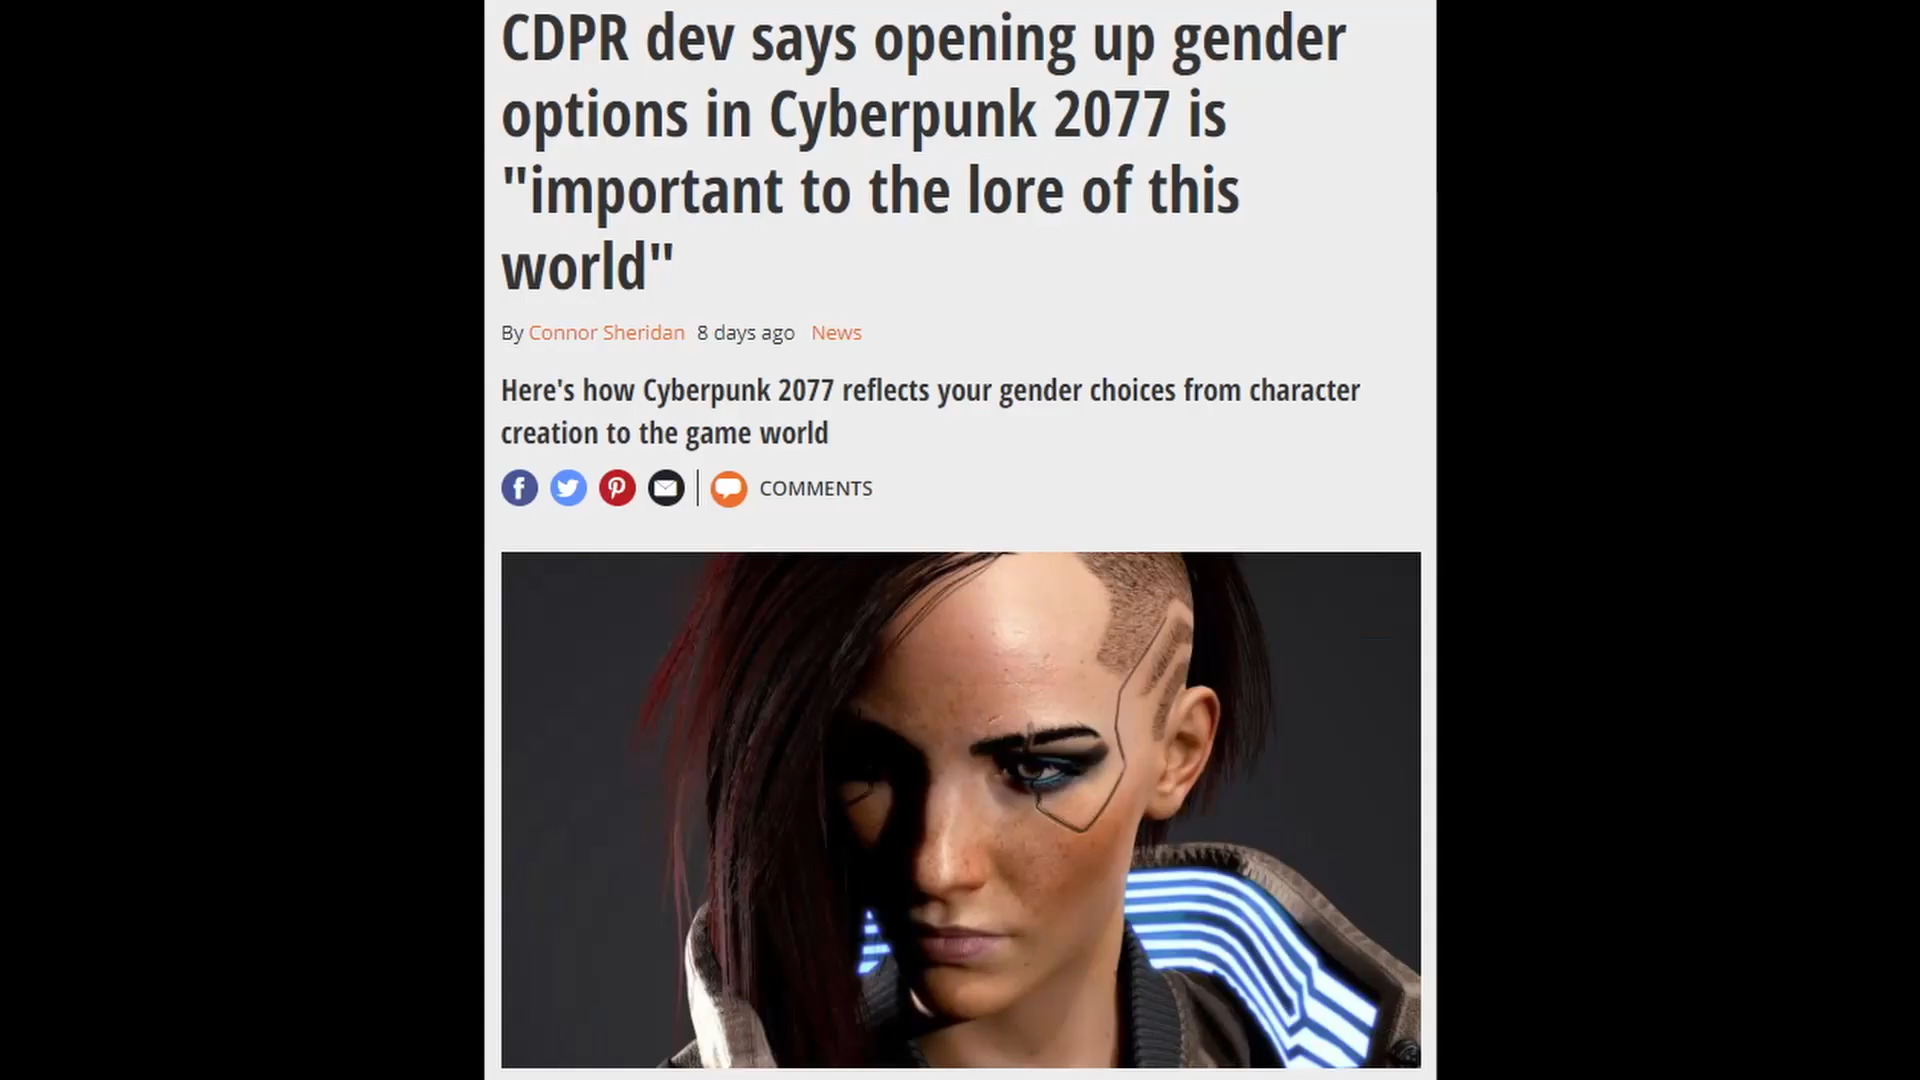 CDPR dev says opening up gender
options in Cyberpunk 2077 is
"important to the lore of this
world"
By Connor Sheridan 8 days ago News
Here's how Cyberpunk 2077 reflects your gender choices from character
creation to the game world
COMMENTS